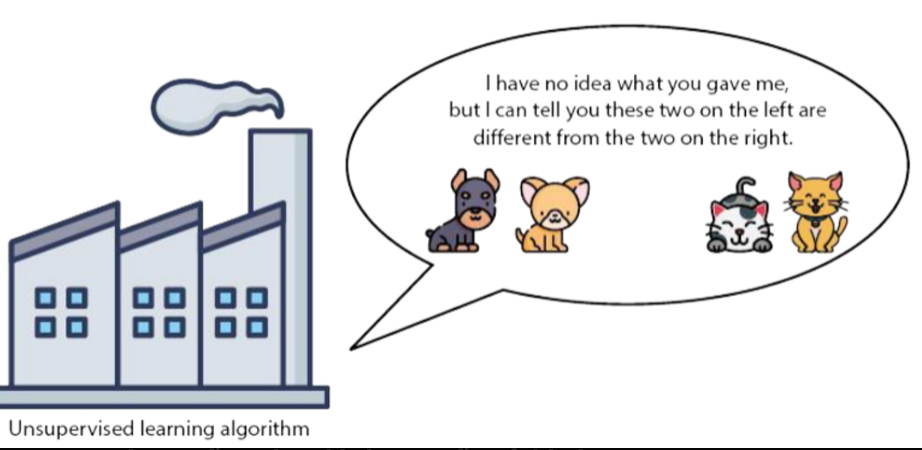 I have no idea what you gave me,
but I can tell you these two on the left are
different from the two on the right.
Unsupervised learning algorithm